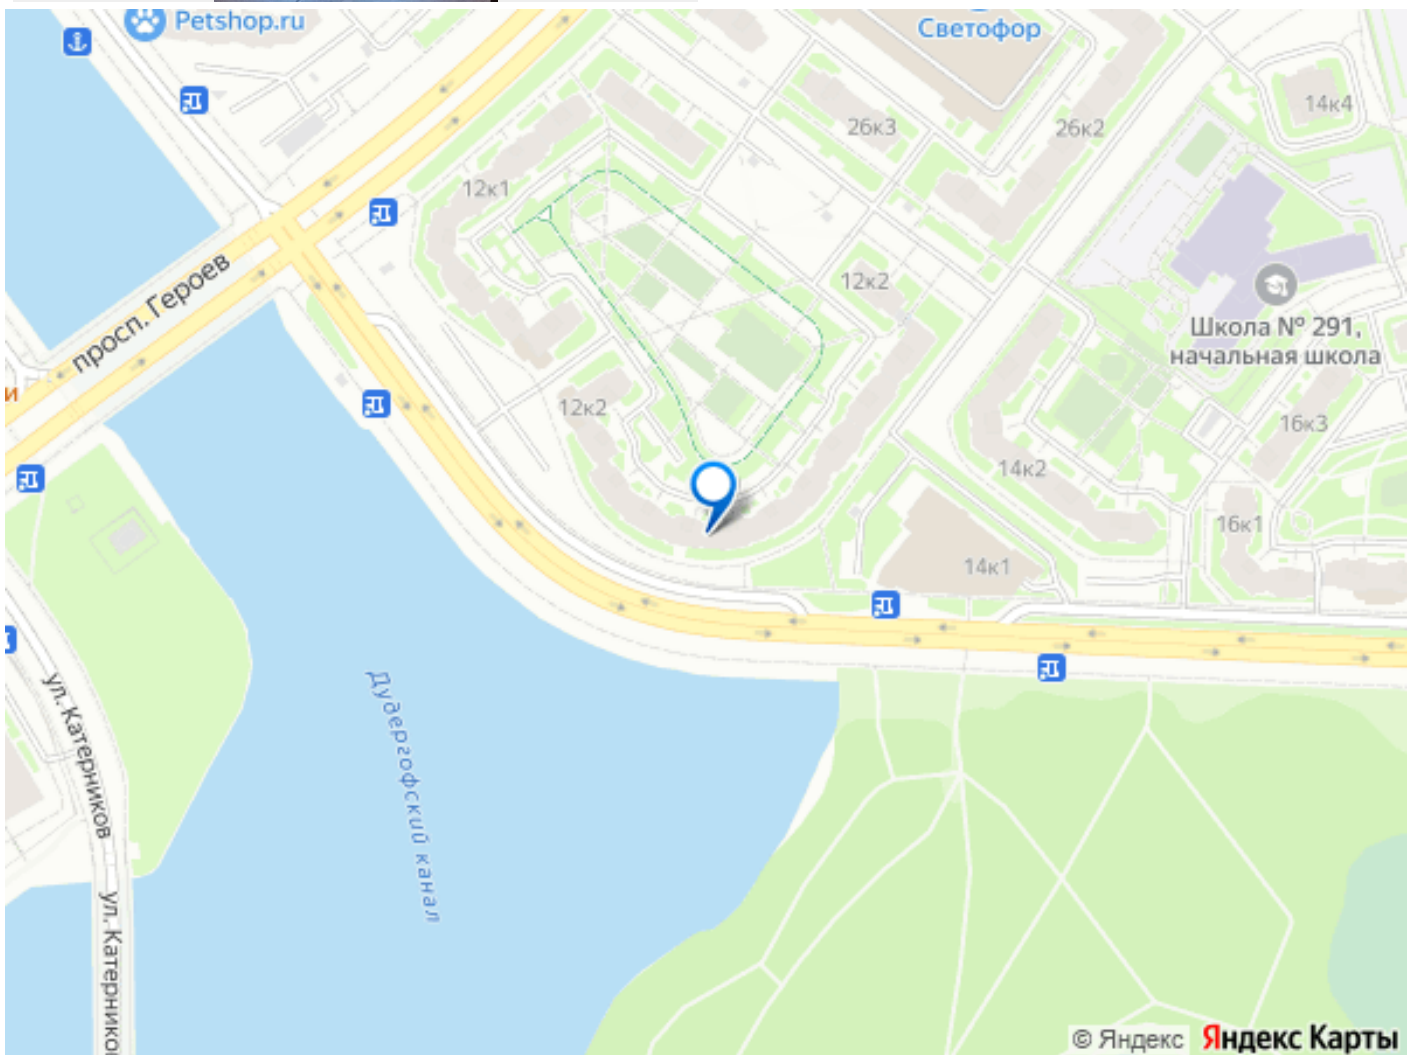 Petshop.ru
Светофор
14к4
26к3
26к2
12к1
просп. Героев
12к2
Школа № 291,
начальная школа
и
12к2
16к3
14к2
16к1
14к1
ул. Катерников
Дудергофский канал
ул. Катерников
© Яндекс Яндекс Карты